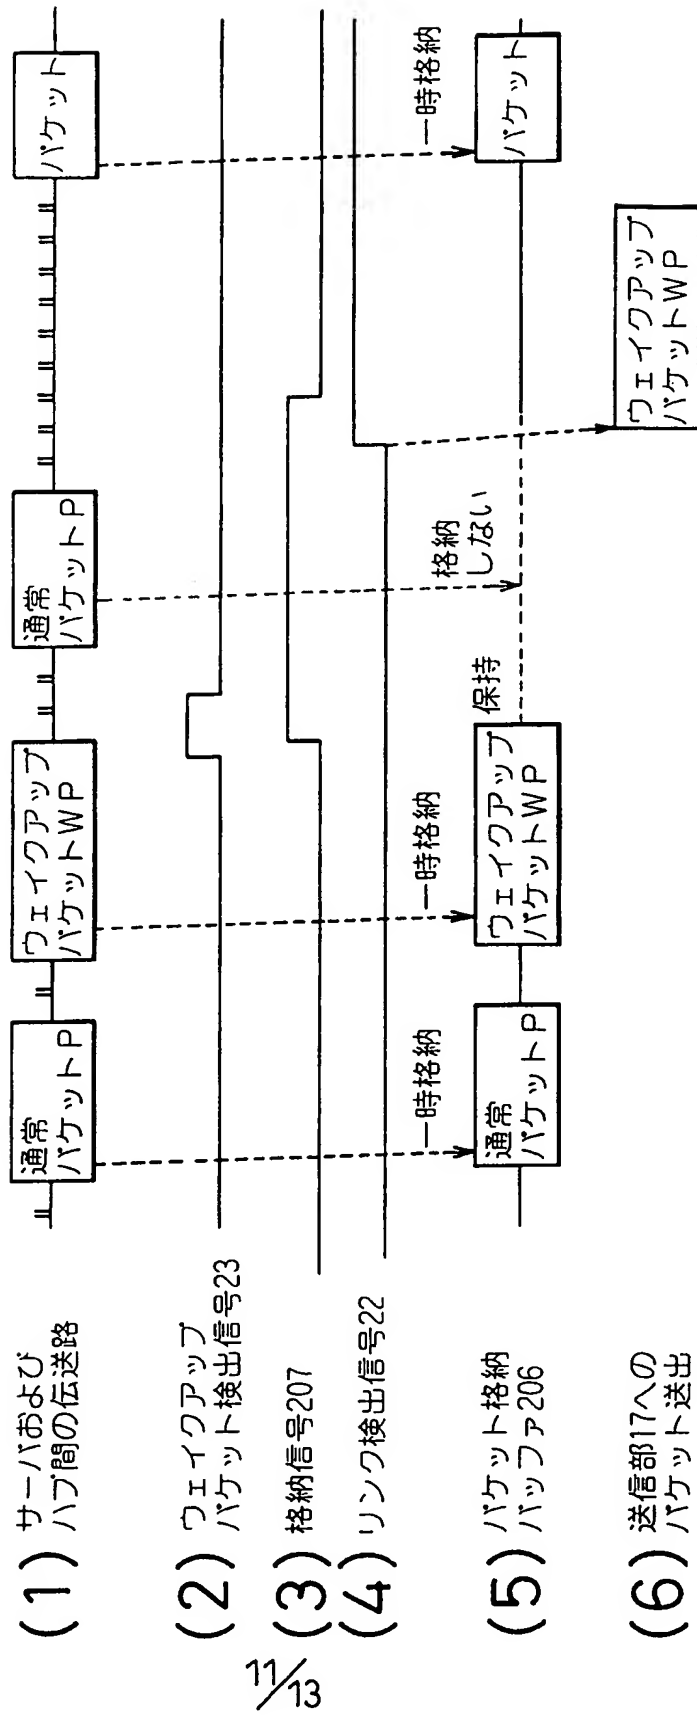 11/13
(1) サーバおよび
ハブ間の伝送路
通常
パケットP
ウェイクアップ
パケットWP
通常
パケットP
パケット
(2) ウェイクアップ
パケット検出信号23
(3) 格納信号207
(4) リンク検出信号22
一時格納
一時格納
格納
しない
一時格納
(5) パケット格納
バッファ206
通常
パケットP
ウェイクアップ
パケットWP
保持
パケット
(6) 送信部17への
パケット送出
ウェイクアップ
パケットWP